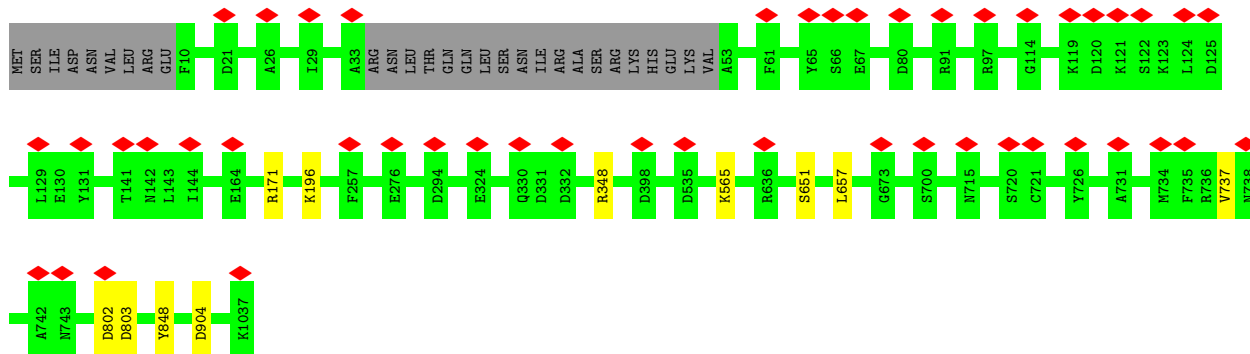 MET SER ILE ASP ASN VAL LEU ARG GLU F10 D21 A26 I29 A33 ARG ASN LEU THR GLN GLN LEU SER ASN ILE ARG ALA SER ARG LYS HIS GLU LYS VAL A53 F61 Y65 S66 E67 D80 R91 R97 G114 K119 D120 K121 S122 K123 L124 D125
L129 E130 Y131 T141 N142 L143 I144 E164 R171 K196 F257 E276 D294 E324 Q330 D331 D332 R348 D398 D535 K565 R636 S651 L657 G673 S700 N715 S720 C721 Y726 A731 M734 F735 R736 V737 N738
A742 N743 D802 D803 Y848 D904 K1037